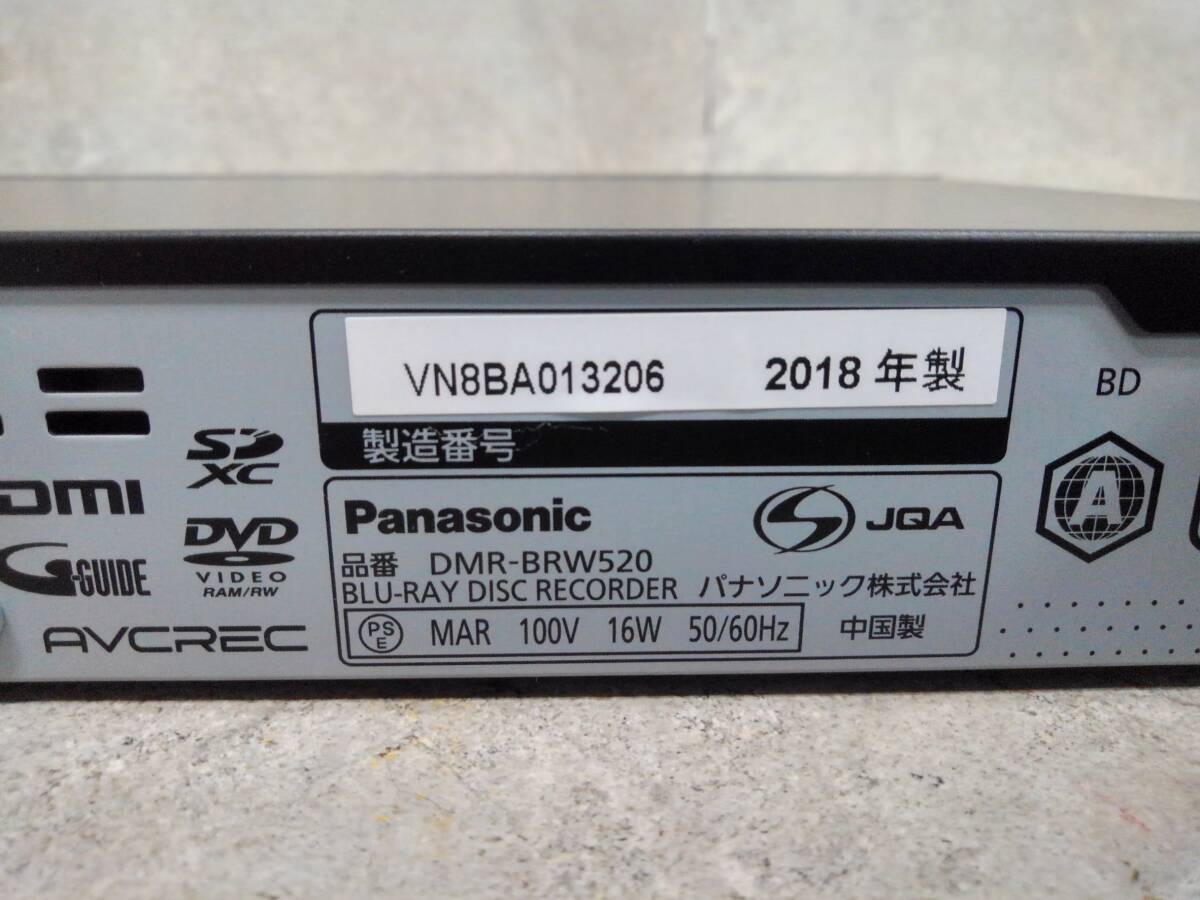 VN8BA013206 2018 年製
製造番号
BD
SD XC
DVD VIDEO RAM/RW
G-GUIDE
AVCREC
Panasonic
JQA
品番 DMR-BRW520
BLU-RAY DISC RECORDER パナソニック株式会社
PS E MAR 100V 16W 50/60Hz 中国製
A